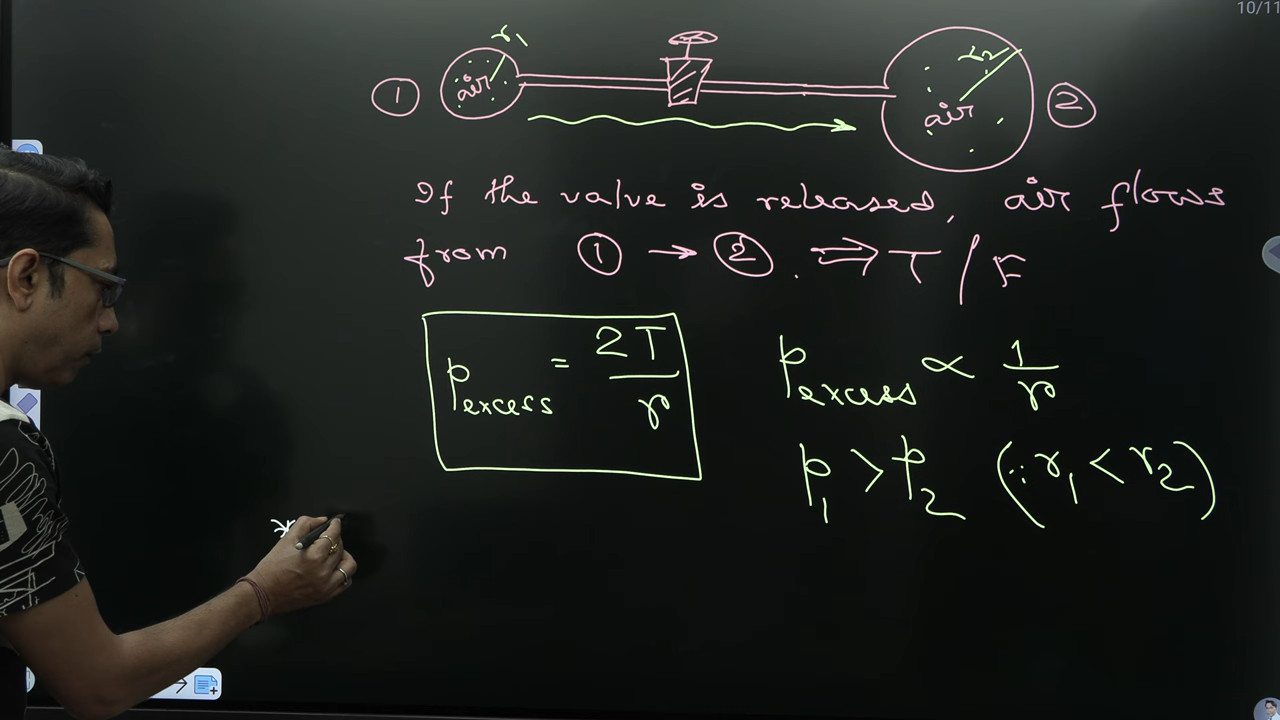 10/11
r₁
① air
air r₂ ②
If the valve is released, air flows
from ① → ② . ⇒ T / F
p_excess = 2T/r
p_excess ∝ 1/r
p₁ > p₂ (∵ r₁ < r₂)